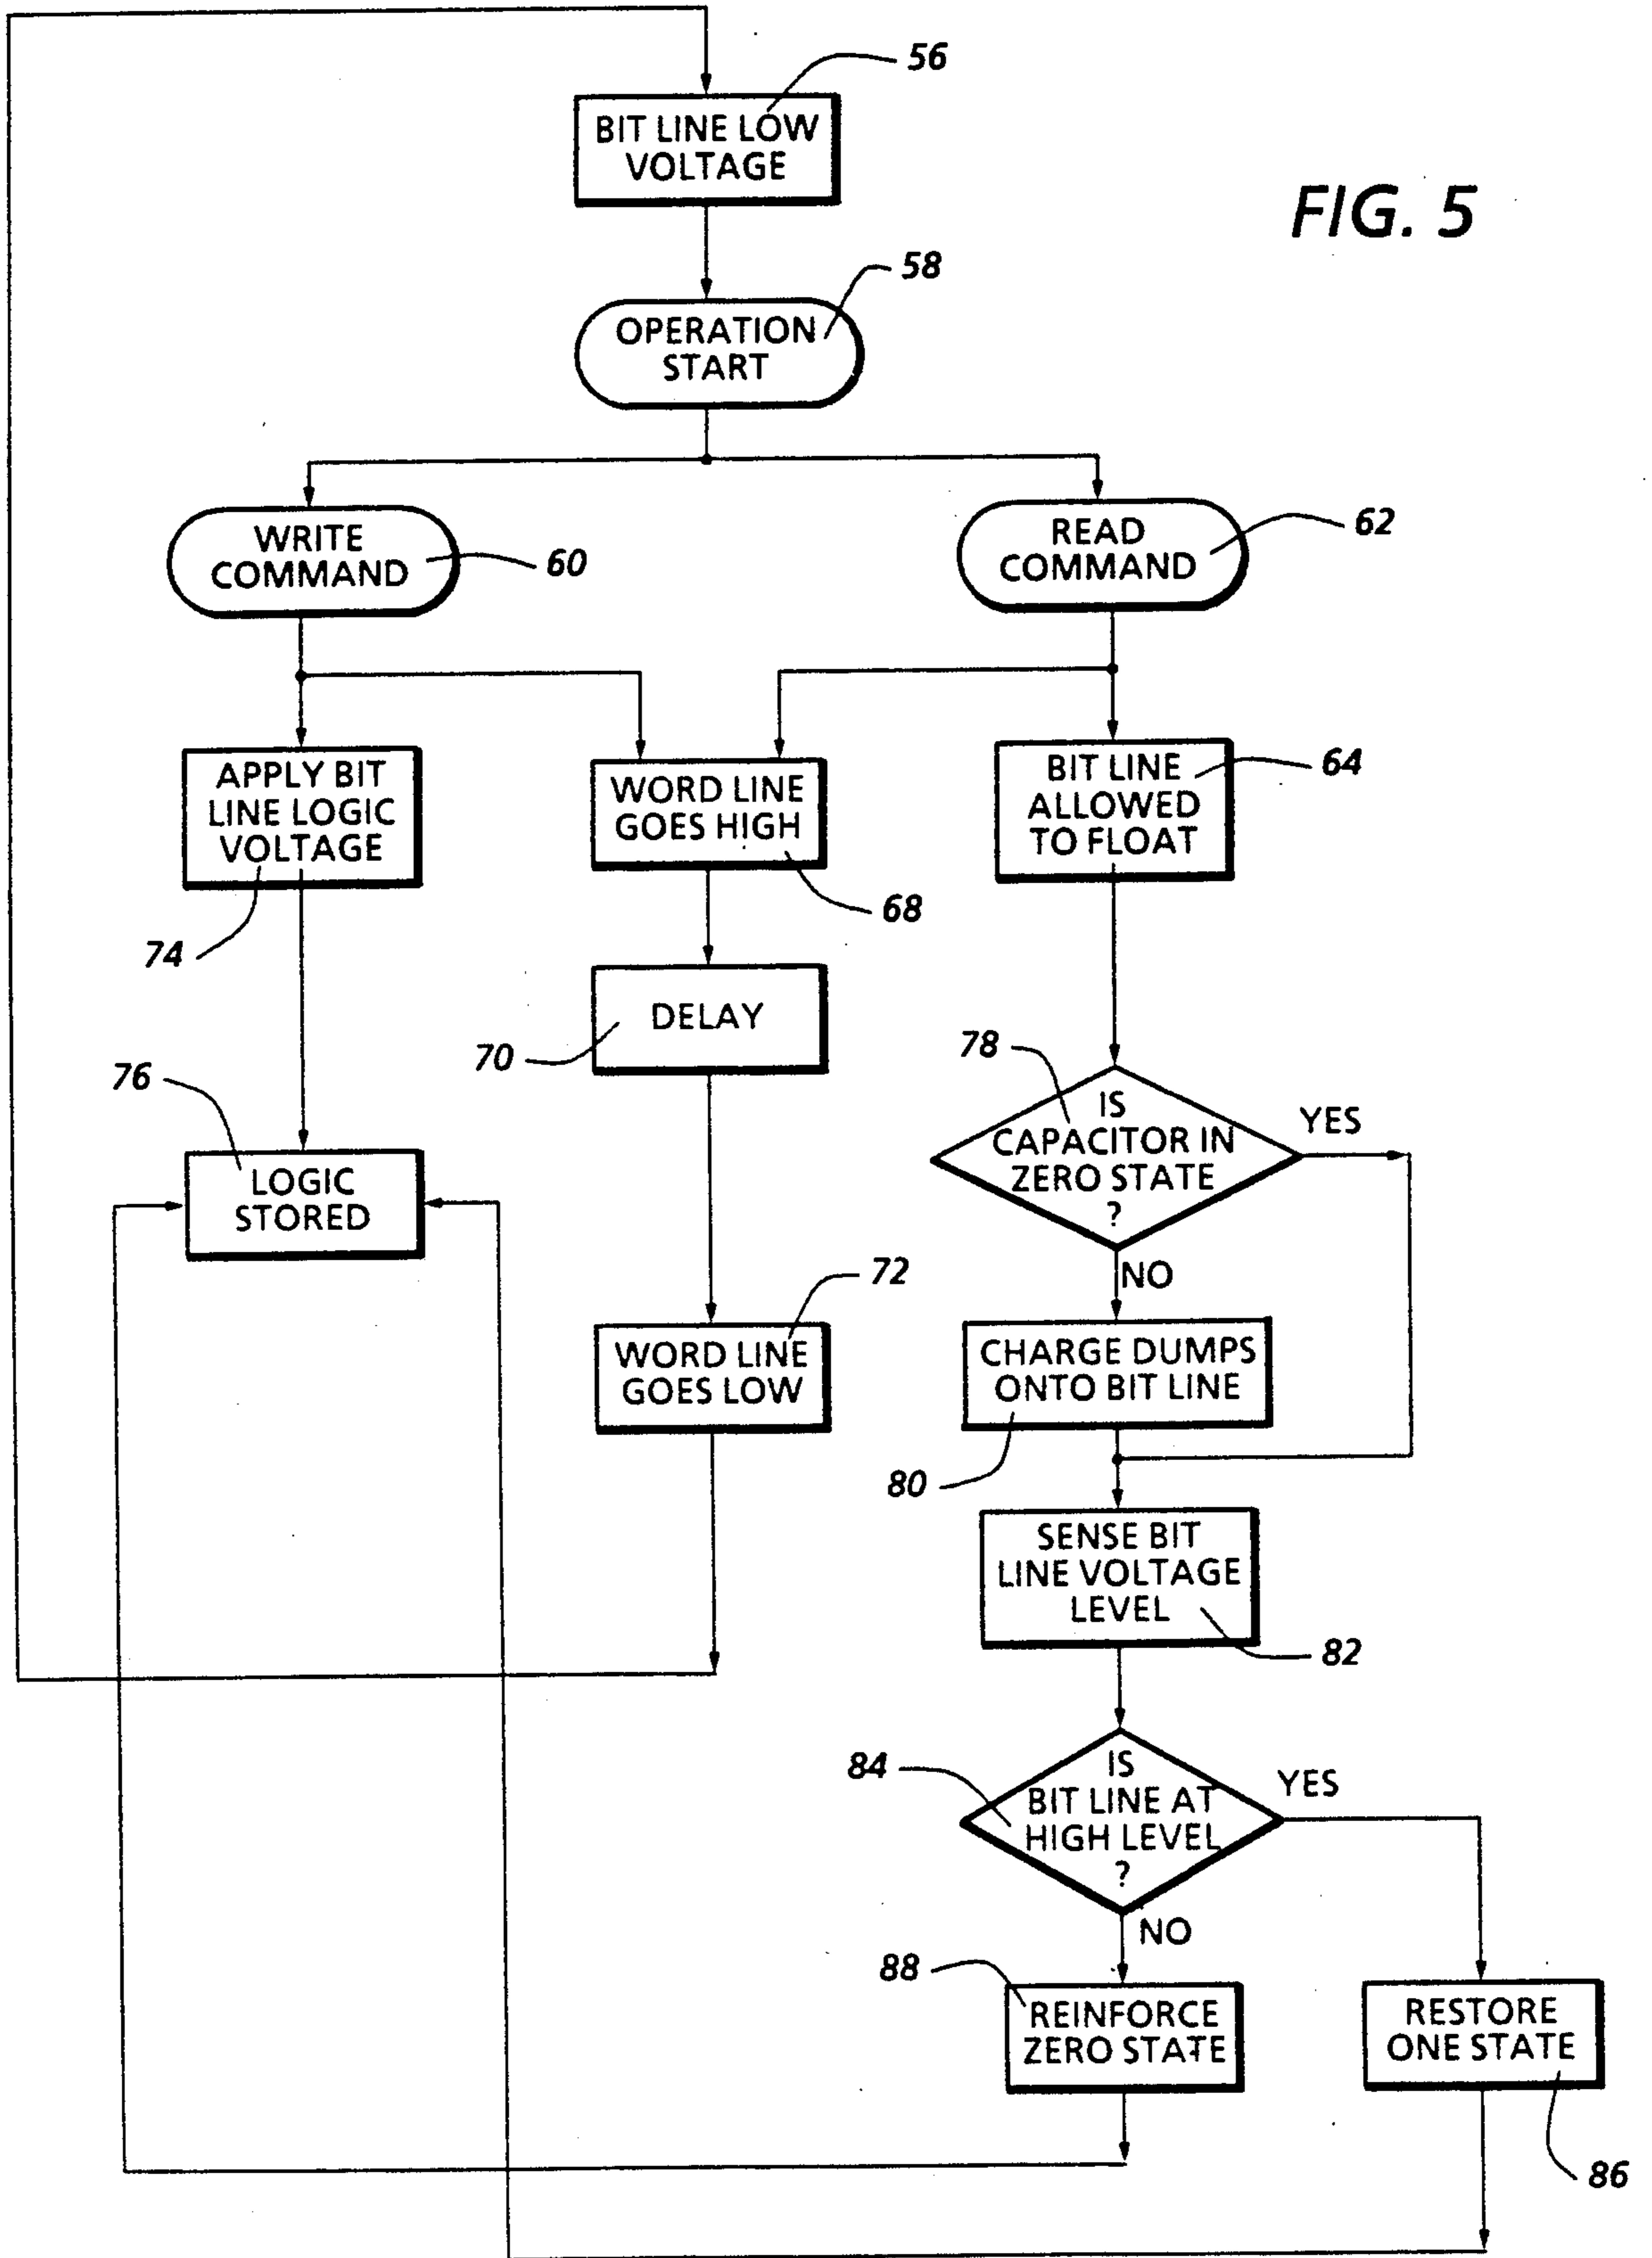 56
BIT LINE LOW
VOLTAGE
FIG. 5
58
OPERATION
START
WRITE
COMMAND
60
READ
COMMAND
62
APPLY BIT
LINE LOGIC
VOLTAGE
74
WORD LINE
GOES HIGH
68
BIT LINE
ALLOWED
TO FLOAT
64
DELAY
70
76
LOGIC
STORED
78
IS
CAPACITOR IN
ZERO STATE
?
YES
NO
72
WORD LINE
GOES LOW
CHARGE DUMPS
ONTO BIT LINE
80
SENSE BIT
LINE VOLTAGE
LEVEL
82
84
IS
BIT LINE AT
HIGH LEVEL
?
YES
NO
88
REINFORCE
ZERO STATE
RESTORE
ONE STATE
86